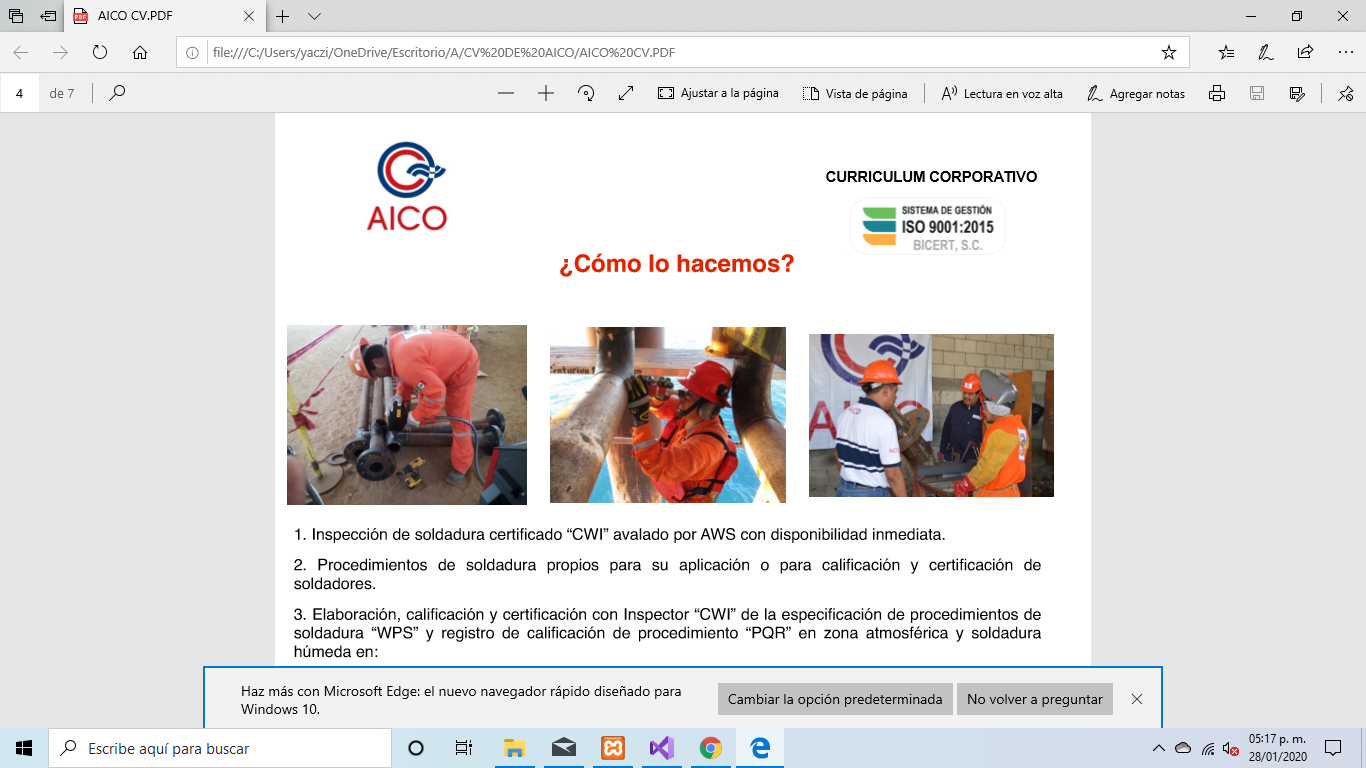 AICO CV.PDF
file:///C:/Users/yaczi/OneDrive/Escritorio/A/CV%20DE%20AICO/AICO%20CV.PDF
4 de 7
Ajustar a la página
Vista de página
Lectura en voz alta
Agregar notas
AICO
CURRICULUM CORPORATIVO
SISTEMA DE GESTIÓN
ISO 9001:2015
BICERT, S.C.
¿Cómo lo hacemos?
Centurion
AICO
1. Inspección de soldadura certificado “CWI” avalado por AWS con disponibilidad inmediata.
2. Procedimientos de soldadura propios para su aplicación o para calificación y certificación de
soldadores.
3. Elaboración, calificación y certificación con Inspector “CWI” de la especificación de procedimientos de
soldadura “WPS” y registro de calificación de procedimiento “PQR” en zona atmosférica y soldadura
húmeda en:
Haz más con Microsoft Edge: el nuevo navegador rápido diseñado para
Windows 10.
Cambiar la opción predeterminada
No volver a preguntar
Escribe aquí para buscar
05:17 p. m.
28/01/2020